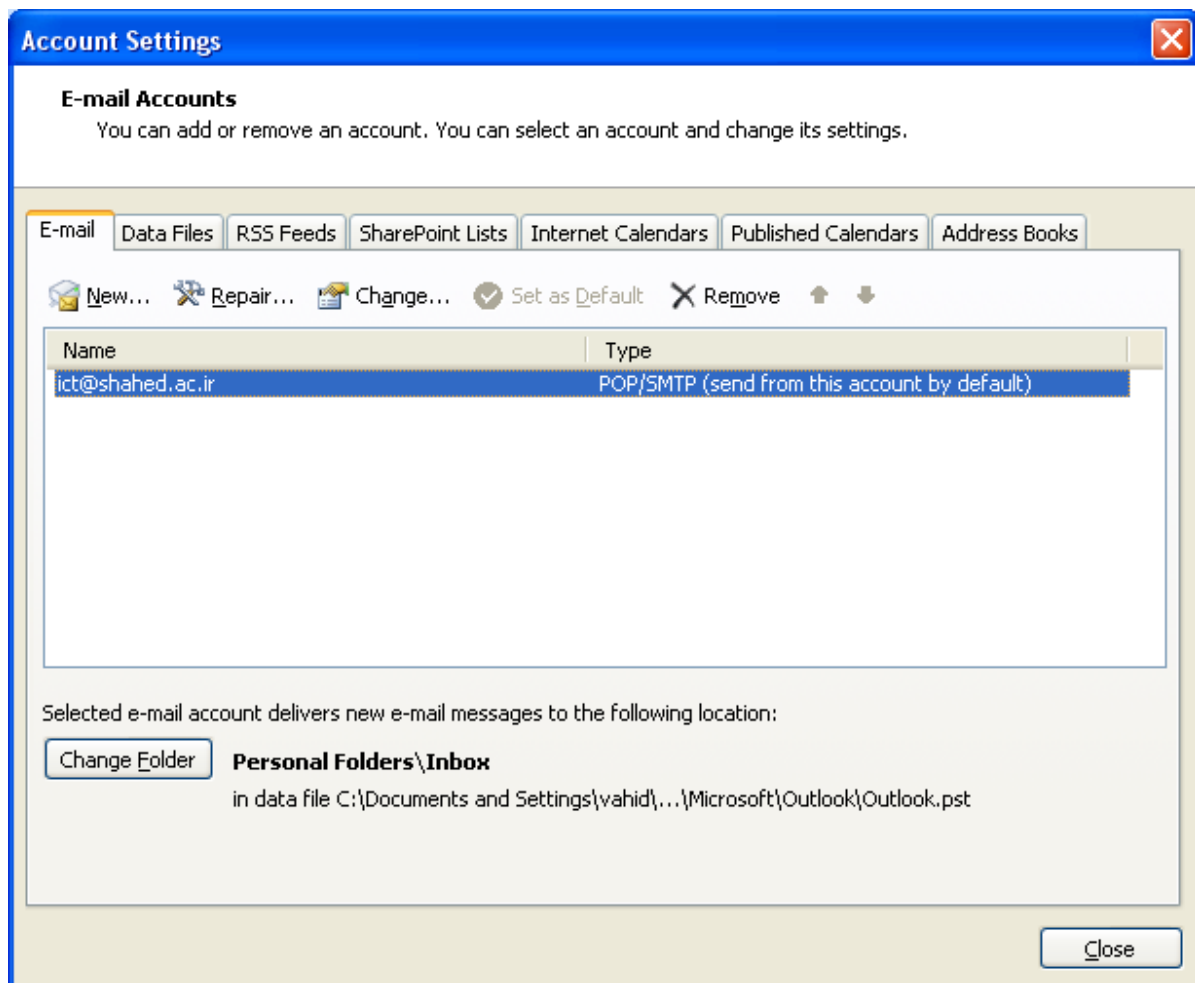 Account Settings
E-mail Accounts
You can add or remove an account. You can select an account and change its settings.
E-mail Data Files RSS Feeds SharePoint Lists Internet Calendars Published Calendars Address Books
New... Repair... Change... Set as Default Remove
Name Type
ict@shahed.ac.ir POP/SMTP (send from this account by default)
Selected e-mail account delivers new e-mail messages to the following location:
Change Folder Personal Folders\Inbox
in data file C:\Documents and Settings\vahid\...\Microsoft\Outlook\Outlook.pst
Close